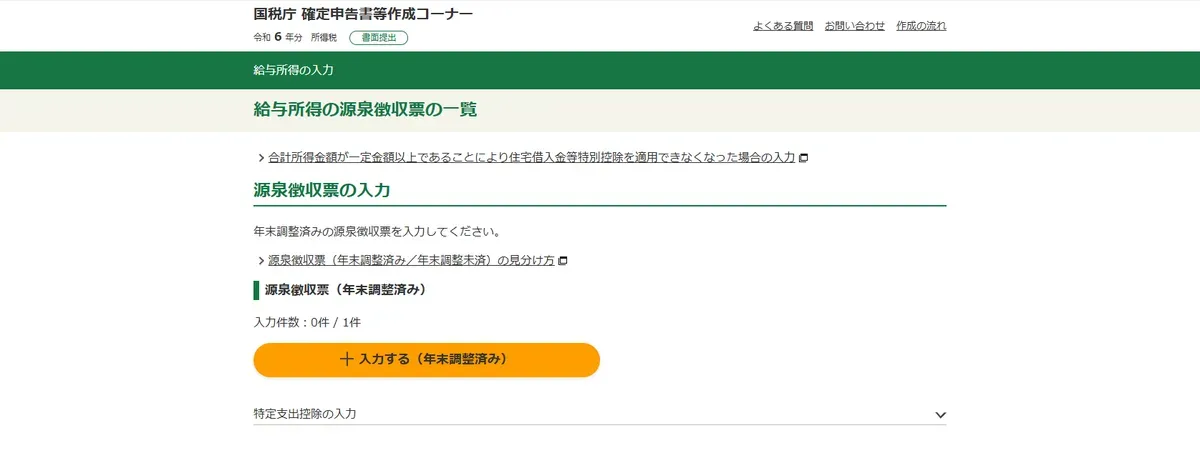 国税庁 確定申告書等作成コーナー
令和 6 年分 所得税 書面提出
よくある質問 お問い合わせ 作成の流れ
給与所得の入力
給与所得の源泉徴収票の一覧
合計所得金額が一定金額以上であることにより住宅借入金等特別控除を適用できなくなった場合の入力
源泉徴収票の入力
年末調整済みの源泉徴収票を入力してください。
源泉徴収票（年末調整済み／年末調整未済）の見分け方
源泉徴収票（年末調整済み）
入力件数：0件 / 1件
＋ 入力する（年末調整済み）
特定支出控除の入力